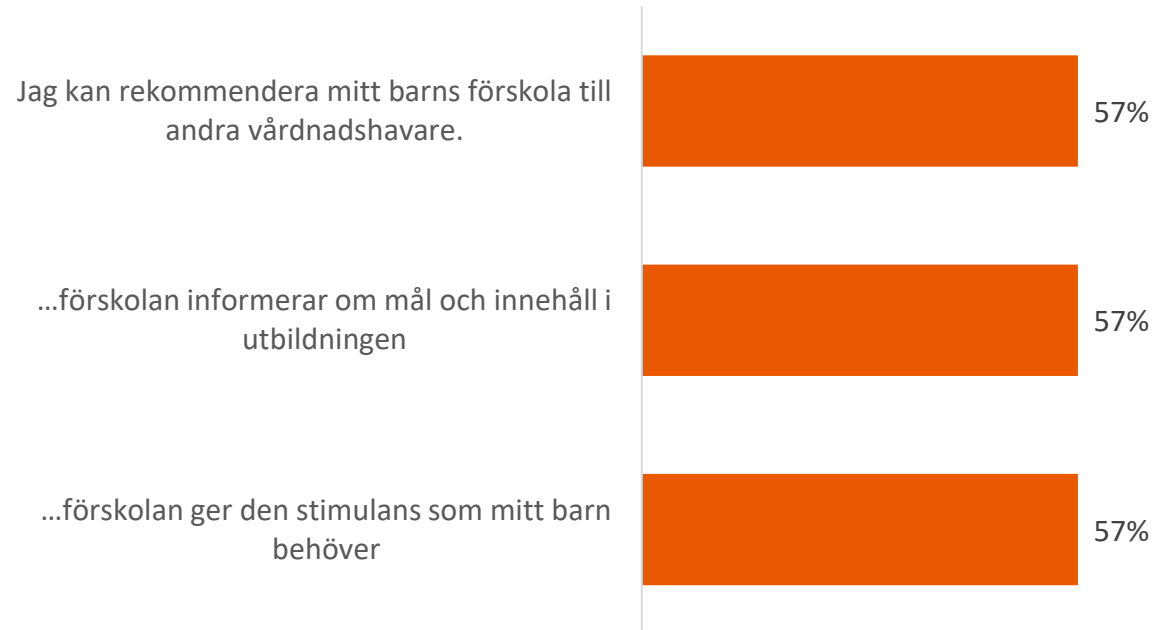 Jag kan rekommendera mitt barns förskola till
andra vårdnadshavare.
57%
...förskolan informerar om mål och innehåll i
utbildningen
57%
...förskolan ger den stimulans som mitt barn
behöver
57%